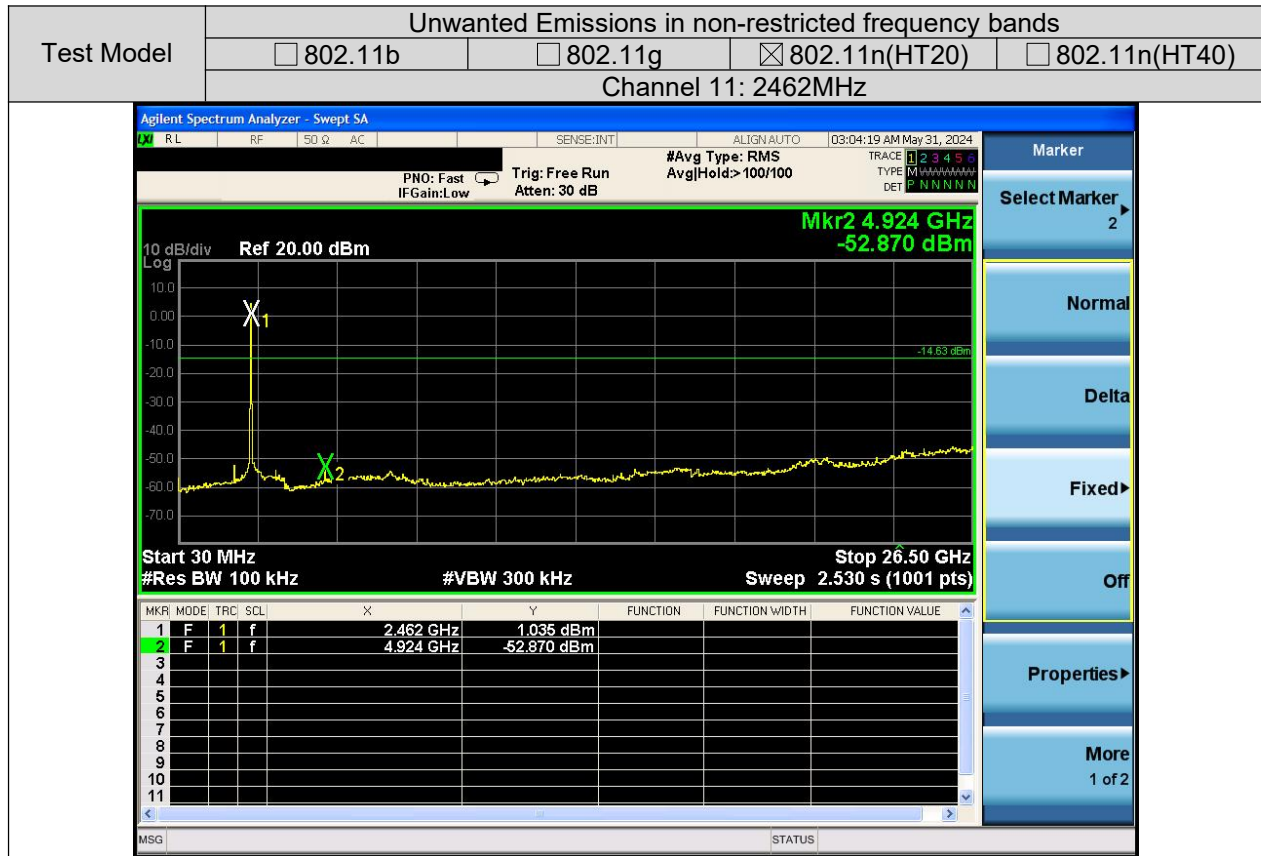 Test Model
Unwanted Emissions in non-restricted frequency bands
☐ 802.11b ☐ 802.11g ☒ 802.11n(HT20) ☐ 802.11n(HT40)
Channel 11: 2462MHz
Agilent Spectrum Analyzer - Swept SA
LXI RL RF 50 Ω AC SENSE:INT ALIGN AUTO 03:04:19 AM May 31, 2024
PNO: Fast
IFGain:Low
Trig: Free Run
Atten: 30 dB
#Avg Type: RMS
Avg|Hold:>100/100
TRACE 1 2 3 4 5 6
TYPE M
DET P N N N N N
Mkr2 4.924 GHz
-52.870 dBm
10 dB/div Ref 20.00 dBm
Log
10.0
0.00
-10.0
-20.0
-30.0
-40.0
-50.0
-60.0
-70.0
1
2
-14.63 dBm
Start 30 MHz Stop 26.50 GHz
#Res BW 100 kHz #VBW 300 kHz Sweep 2.530 s (1001 pts)
MKR MODE TRC SCL X Y FUNCTION FUNCTION WIDTH FUNCTION VALUE
1 F 1 f 2.462 GHz 1.035 dBm
2 F 1 f 4.924 GHz -52.870 dBm
3
4
5
6
7
8
9
10
11
MSG STATUS
Marker
Select Marker
2
Normal
Delta
Fixed
Off
Properties
More
1 of 2